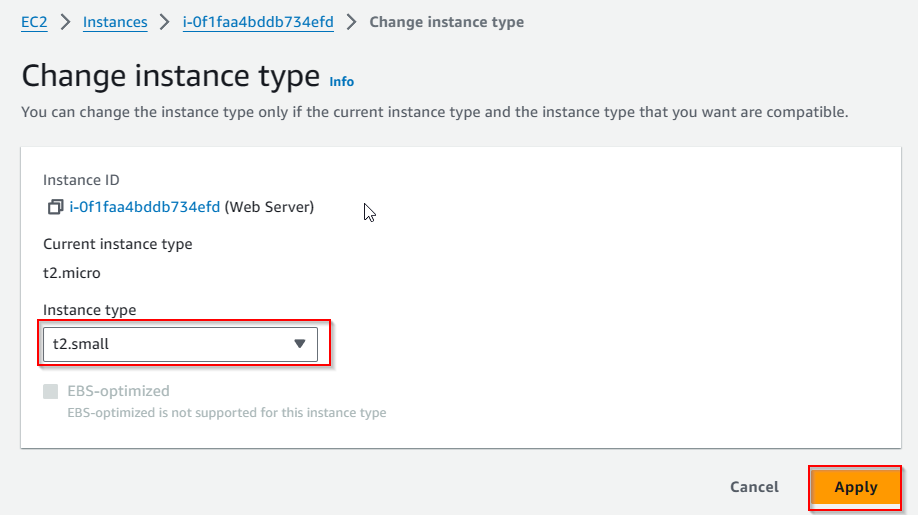 EC2 > Instances > i-0f1faa4bddb734efd > Change instance type
Change instance type Info
You can change the instance type only if the current instance type and the instance type that you want are compatible.
Instance ID
i-0f1faa4bddb734efd (Web Server)
Current instance type
t2.micro
Instance type
t2.small
EBS-optimized
EBS-optimized is not supported for this instance type
Cancel Apply